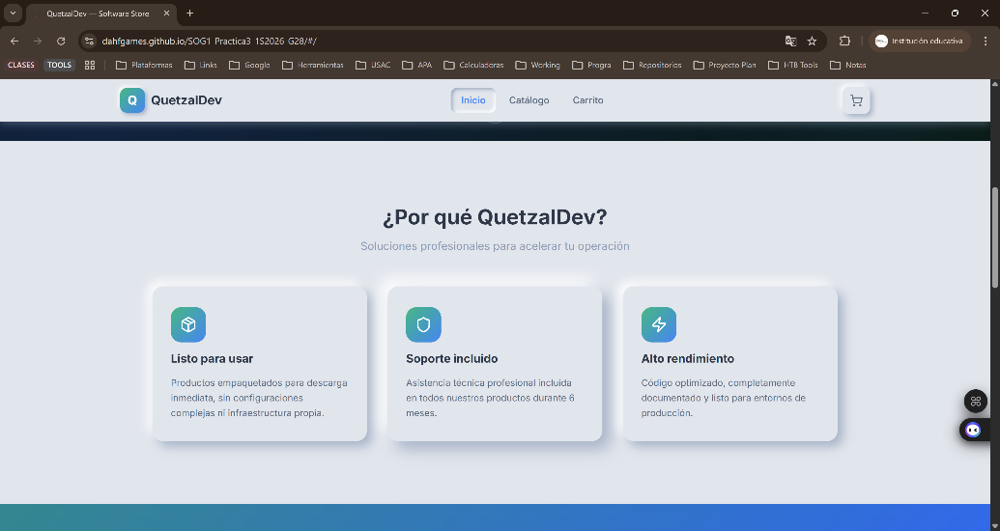 QuetzalDev — Software Store
dahfgames.github.io/SOG1_Practica3_1S2026_G28/#/
Institución educativa
CLASES
TOOLS
Plataformas
Links
Google
Herramientas
USAC
APA
Calculadoras
Working
Progra
Repositorios
Proyecto Plan
HTB Tools
Notas
Q
QuetzalDev
Inicio
Catálogo
Carrito
¿Por qué QuetzalDev?
Soluciones profesionales para acelerar tu operación
Listo para usar
Productos empaquetados para descarga
inmediata, sin configuraciones
complejas ni infraestructura propia.
Soporte incluido
Asistencia técnica profesional incluida
en todos nuestros productos durante 6
meses.
Alto rendimiento
Código optimizado, completamente
documentado y listo para entornos de
producción.